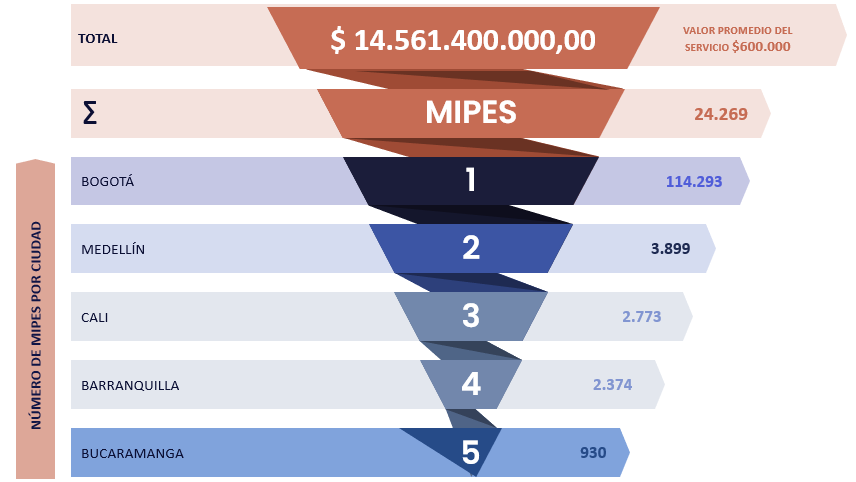 TOTAL
$ 14.561.400.000,00
VALOR PROMEDIO DEL
SERVICIO $600.000
Σ
MIPES
24.269
NÚMERO DE MIPES POR CIUDAD
BOGOTÁ
1
114.293
MEDELLÍN
2
3.899
CALI
3
2.773
BARRANQUILLA
4
2.374
BUCARAMANGA
5
930